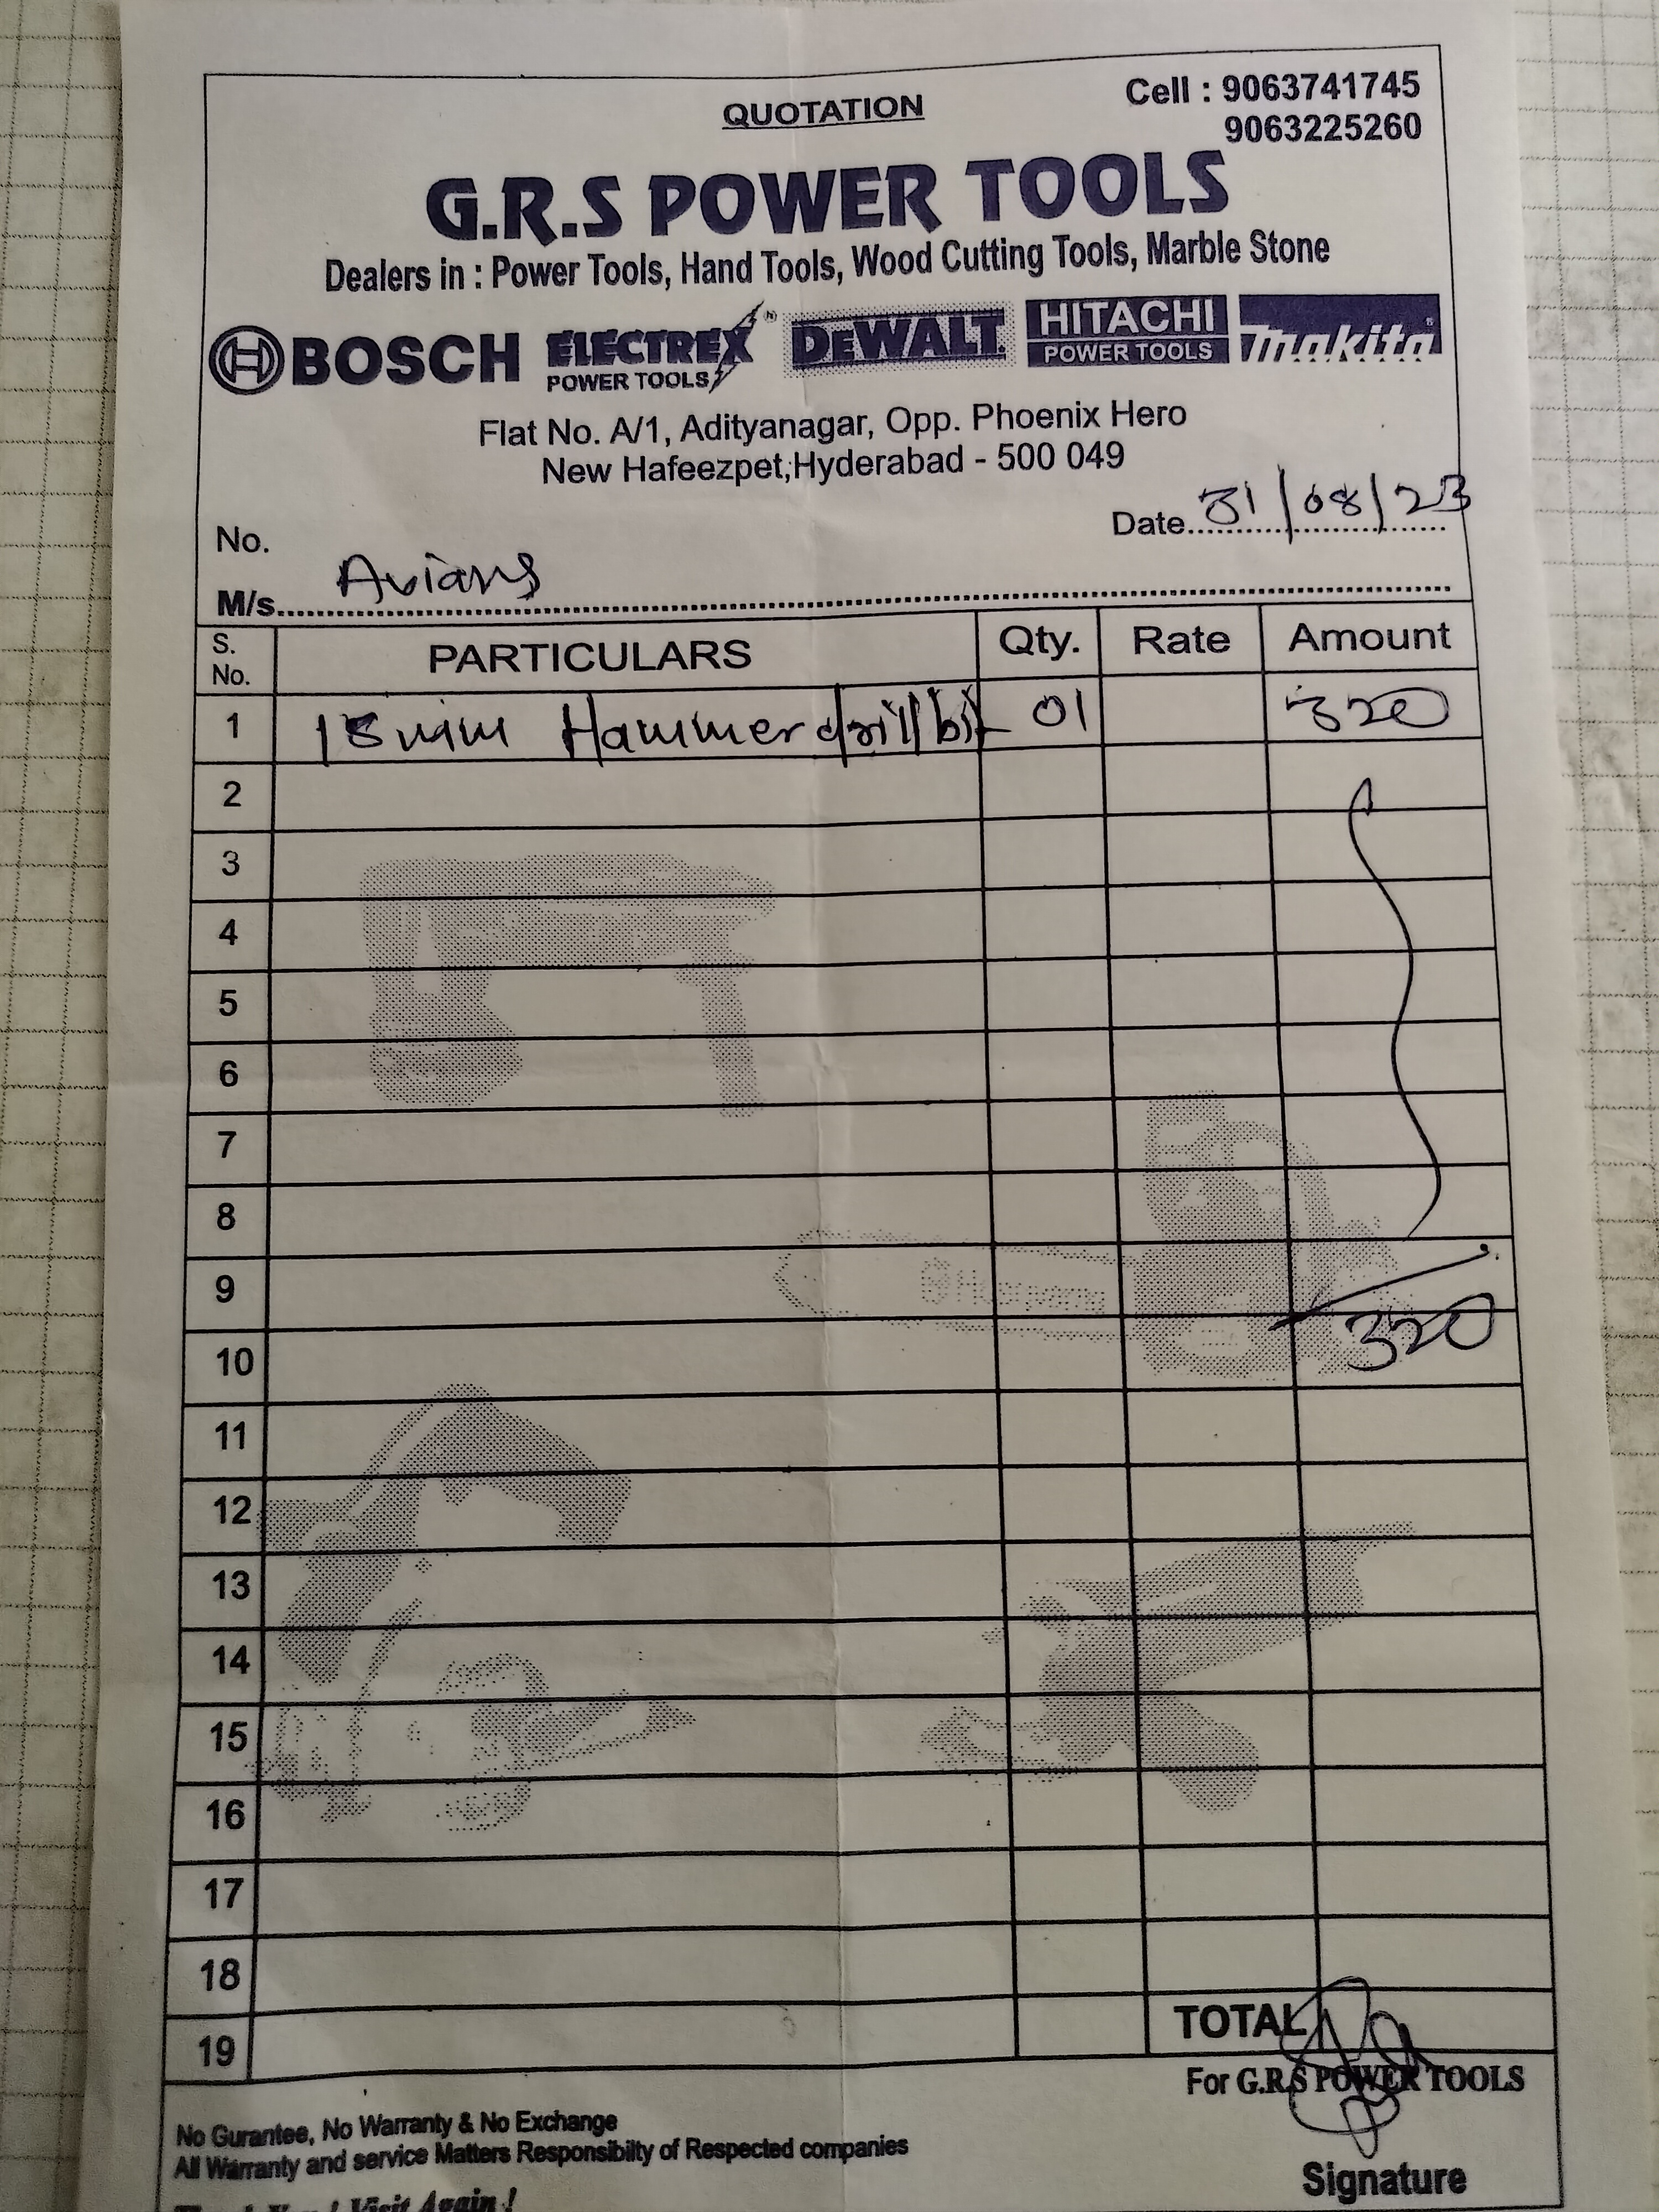 QUOTATION
Cell : 9063741745
9063225260
G.R.S POWER TOOLS
Dealers in : Power Tools, Hand Tools, Wood Cutting Tools, Marble Stone
BOSCH ELECTREX POWER TOOLS DEWALT HITACHI POWER TOOLS makita
Flat No. A/1, Adityanagar, Opp. Phoenix Hero
New Hafeezpet, Hyderabad - 500 049
No.
Date 31/08/23
M/s. Avians
S. No. PARTICULARS Qty. Rate Amount
1 18mm Hammer drill bit 01 320
2
3
4
5
6
7
8
9
10 320
11
12
13
14
15
16
17
18
19 TOTAL
For G.R.S POWER TOOLS
No Gurantee, No Warranty & No Exchange
All Warranty and service Matters Responsibilty of Respected companies
Signature
Visit Again !